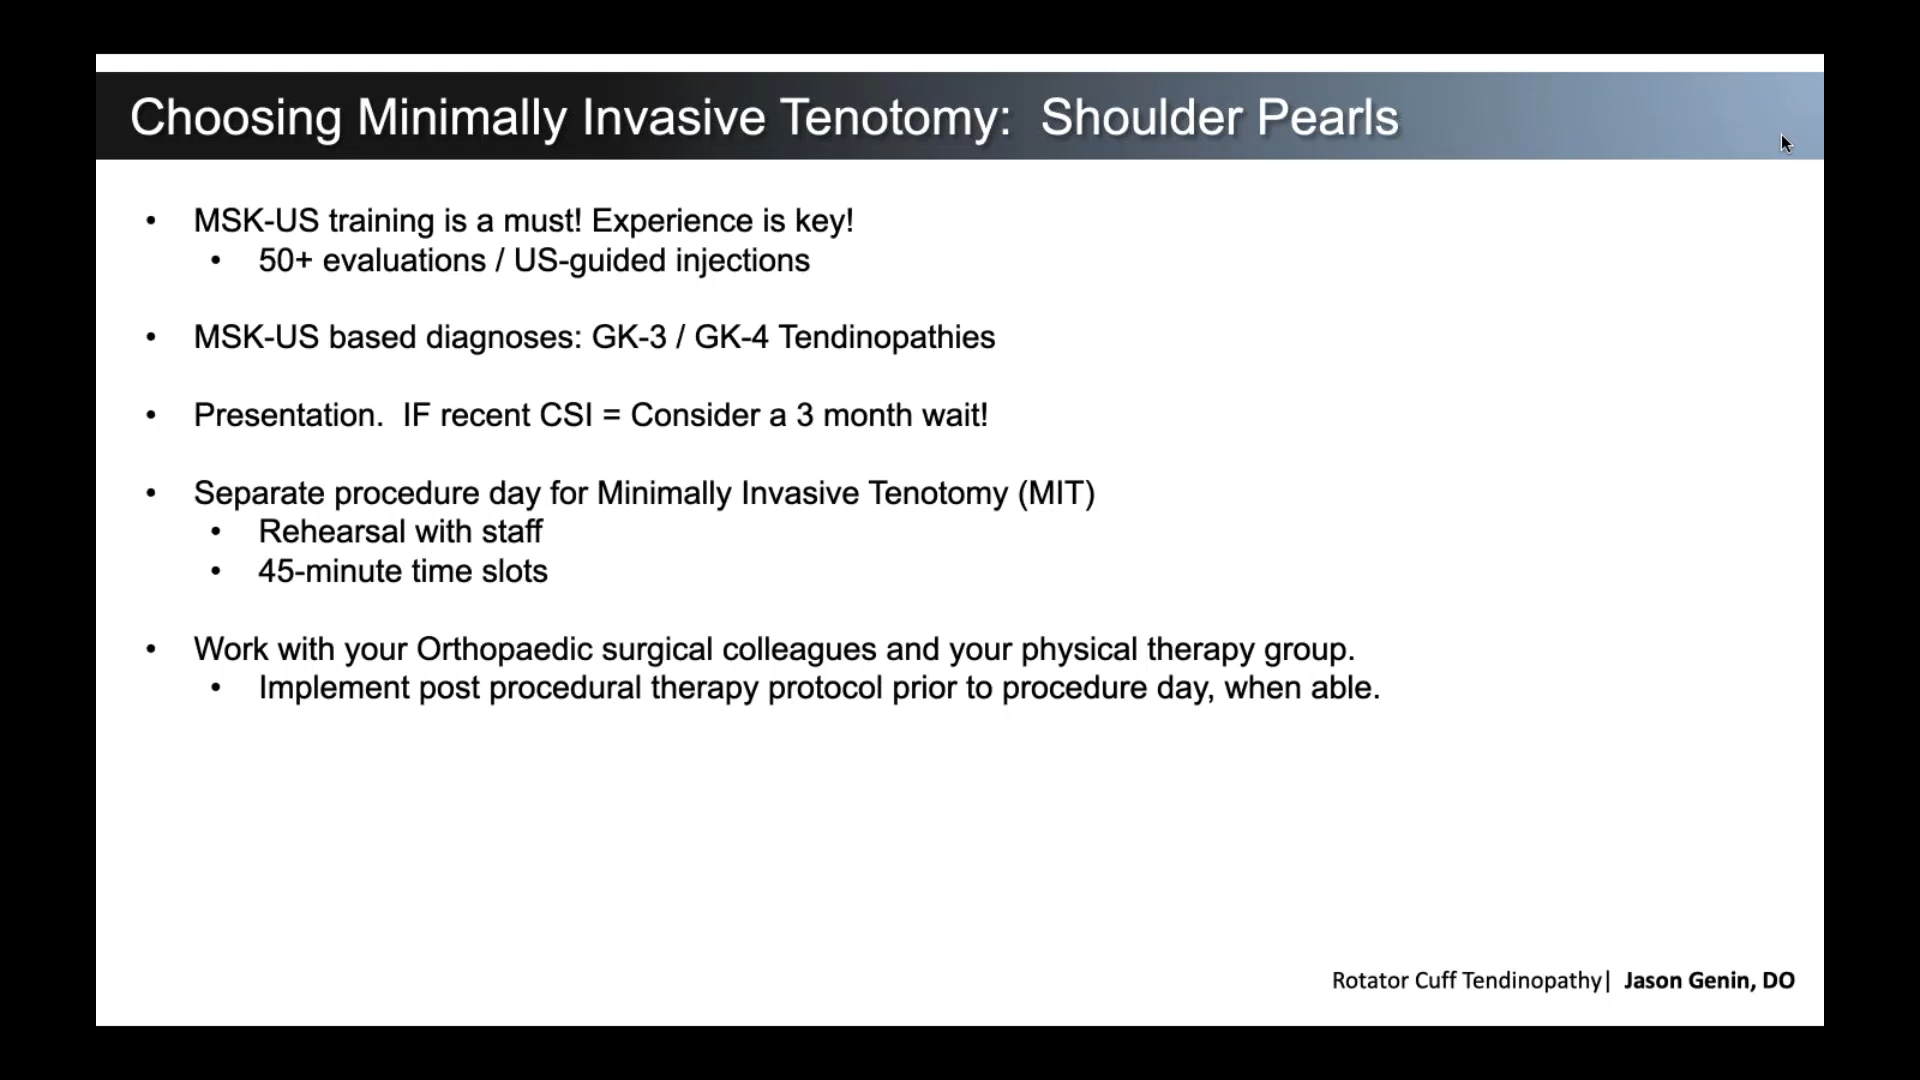 Choosing Minimally Invasive Tenotomy:  Shoulder Pearls
• MSK-US training is a must! Experience is key!
• 50+ evaluations / US-guided injections
• MSK-US based diagnoses: GK-3 / GK-4 Tendinopathies
• Presentation.  IF recent CSI = Consider a 3 month wait!
• Separate procedure day for Minimally Invasive Tenotomy (MIT)
• Rehearsal with staff
• 45-minute time slots
• Work with your Orthopaedic surgical colleagues and your physical therapy group.
• Implement post procedural therapy protocol prior to procedure day, when able.
Rotator Cuff Tendinopathy|  Jason Genin, DO